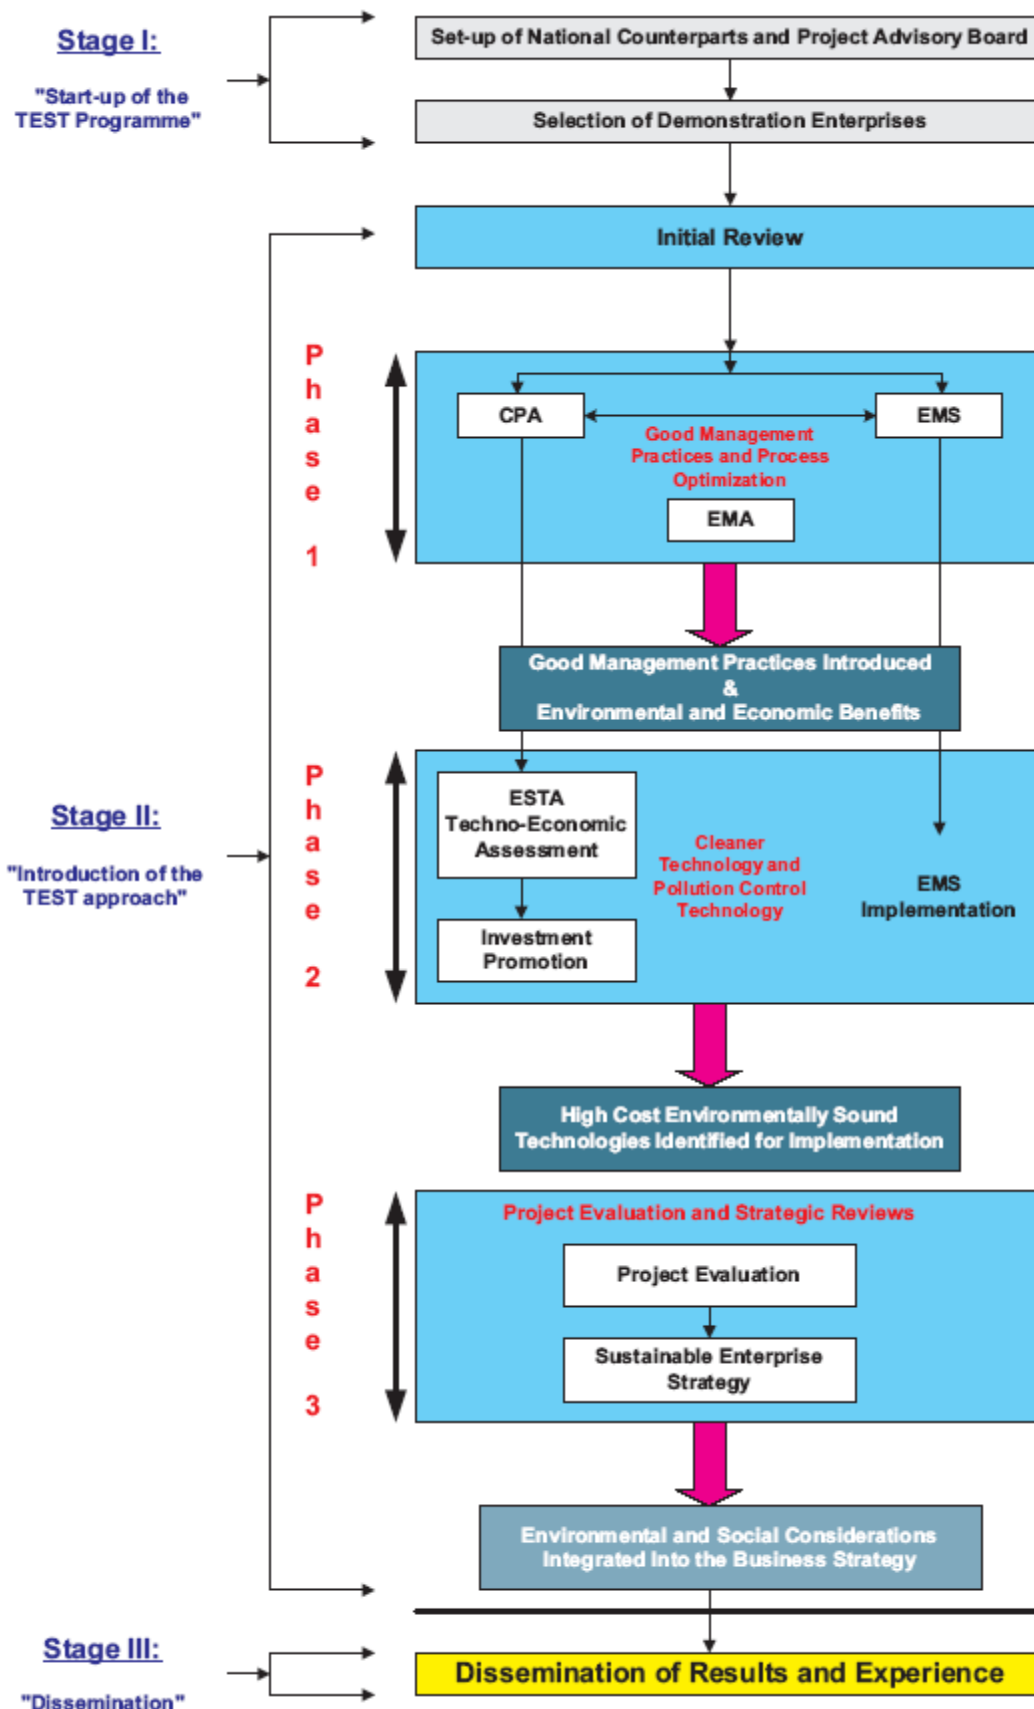 Stage I:
"Start-up of the
TEST Programme"
Set-up of National Counterparts and Project Advisory Board
Selection of Demonstration Enterprises
Initial Review
Phase 1
CPA
EMS
Good Management
Practices and Process
Optimization
EMA
Good Management Practices Introduced
&
Environmental and Economic Benefits
Stage II:
"Introduction of the
TEST approach"
Phase 2
ESTA
Techno-Economic
Assessment
Cleaner
Technology and
Pollution Control
Technology
EMS
Implementation
Investment
Promotion
High Cost Environmentally Sound
Technologies Identified for Implementation
Phase 3
Project Evaluation and Strategic Reviews
Project Evaluation
Sustainable Enterprise
Strategy
Environmental and Social Considerations
Integrated Into the Business Strategy
Stage III:
"Dissemination"
Dissemination of Results and Experience